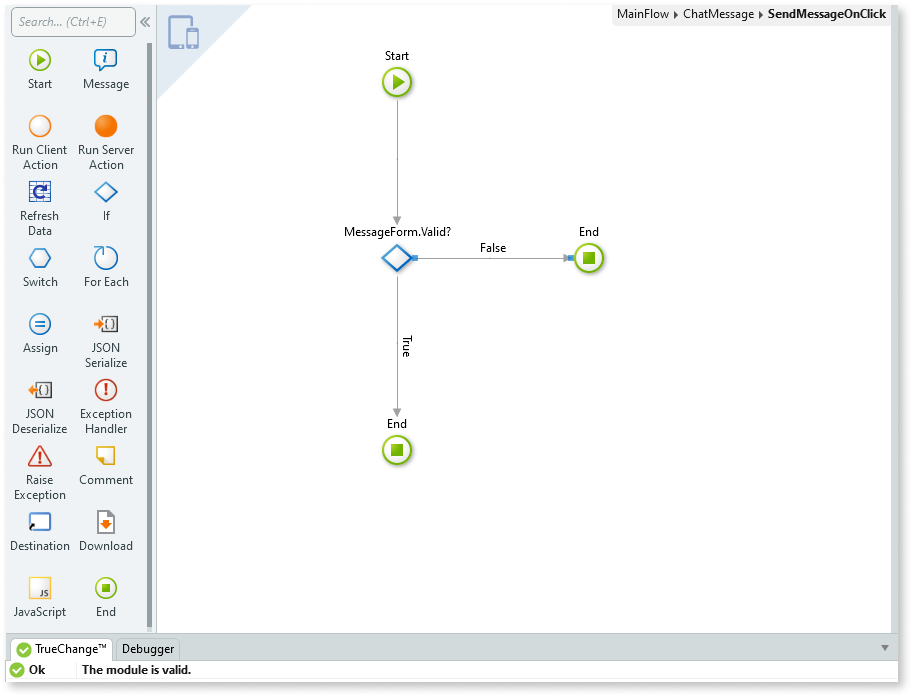 Search... (Ctrl+E)
MainFlow ChatMessage SendMessageOnClick
Start
Message
Run Client
Action
Run Server
Action
Refresh
Data
If
Switch
For Each
Assign
JSON
Serialize
JSON
Deserialize
Exception
Handler
Raise
Exception
Comment
Destination
Download
JS
JavaScript
End
Start
MessageForm.Valid?
False
End
True
End
TrueChange™
Debugger
Ok
The module is valid.